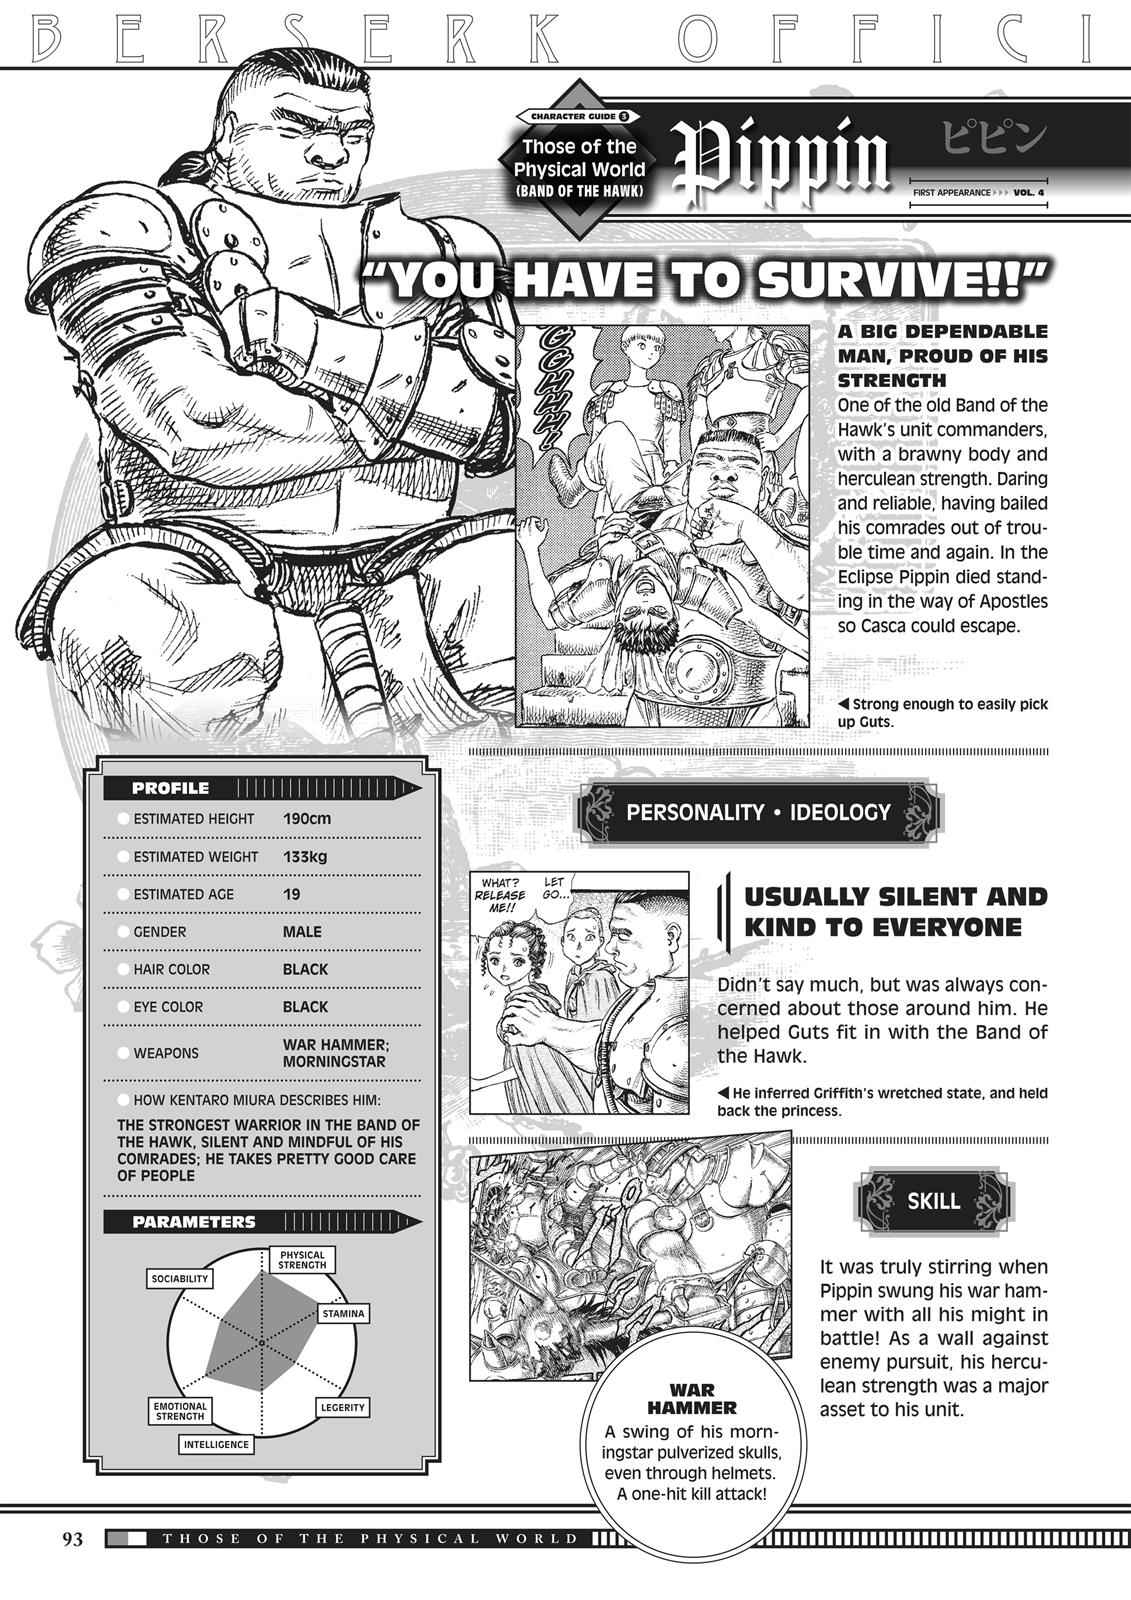 BERSERK OFFICI
CHARACTER GUIDE 3
Those of the
Physical World
(BAND OF THE HAWK)
Pippin
ピピン
FIRST APPEARANCE >>> VOL. 4
"YOU HAVE TO SURVIVE!!"
GGHHH!
A BIG DEPENDABLE
MAN, PROUD OF HIS
STRENGTH
One of the old Band of the
Hawk's unit commanders,
with a brawny body and
herculean strength. Daring
and reliable, having bailed
his comrades out of trou-
ble time and again. In the
Eclipse Pippin died stand-
ing in the way of Apostles
so Casca could escape.
◀ Strong enough to easily pick
up Guts.
PROFILE
ESTIMATED HEIGHT 190cm
ESTIMATED WEIGHT 133kg
ESTIMATED AGE 19
GENDER MALE
HAIR COLOR BLACK
EYE COLOR BLACK
WEAPONS WAR HAMMER;
MORNINGSTAR
HOW KENTARO MIURA DESCRIBES HIM:
THE STRONGEST WARRIOR IN THE BAND OF
THE HAWK, SILENT AND MINDFUL OF HIS
COMRADES; HE TAKES PRETTY GOOD CARE
OF PEOPLE
PARAMETERS
PHYSICAL
STRENGTH
SOCIABILITY
STAMINA
EMOTIONAL
STRENGTH
LEGERITY
INTELLIGENCE
PERSONALITY • IDEOLOGY
WHAT?
RELEASE
ME!!
LET
GO...
USUALLY SILENT AND
KIND TO EVERYONE
Didn't say much, but was always con-
cerned about those around him. He
helped Guts fit in with the Band of
the Hawk.
◀ He inferred Griffith's wretched state, and held
back the princess.
SKILL
It was truly stirring when
Pippin swung his war ham-
mer with all his might in
battle! As a wall against
enemy pursuit, his hercu-
lean strength was a major
asset to his unit.
WAR
HAMMER
A swing of his morn-
ingstar pulverized skulls,
even through helmets.
A one-hit kill attack!
93
THOSE OF THE PHYSICAL WORLD